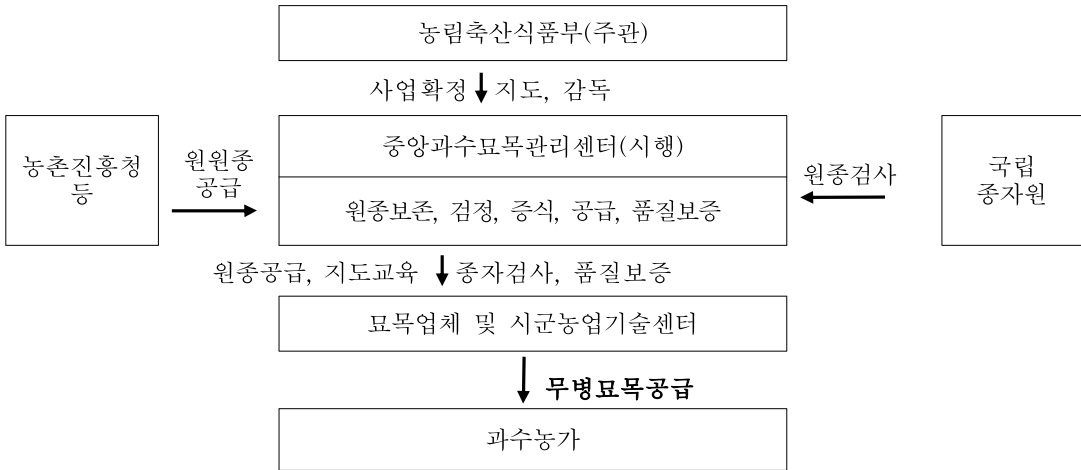 농림축산식품부(주관)
사업확정 지도, 감독
농촌진흥청
등
원원종
공급
중앙과수묘목관리센터(시행)
원종보존, 검정, 증식, 공급, 품질보증
원종검사
국립
종자원
원종공급, 지도교육 종자검사, 품질보증
묘목업체 및 시군농업기술센터
무병묘목공급
과수농가